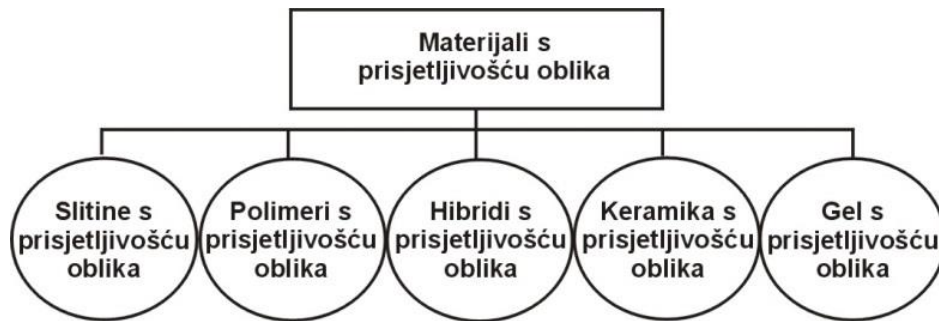 Materijali s
prisjetljivošću oblika
Slitine s
prisjetljivošću
oblika
Polimeri s
prisjetljivošću
oblika
Hibridi s
prisjetljivošću
oblika
Keramika s
prisjetljivošću
oblika
Gel s
prisjetljivošću
oblika